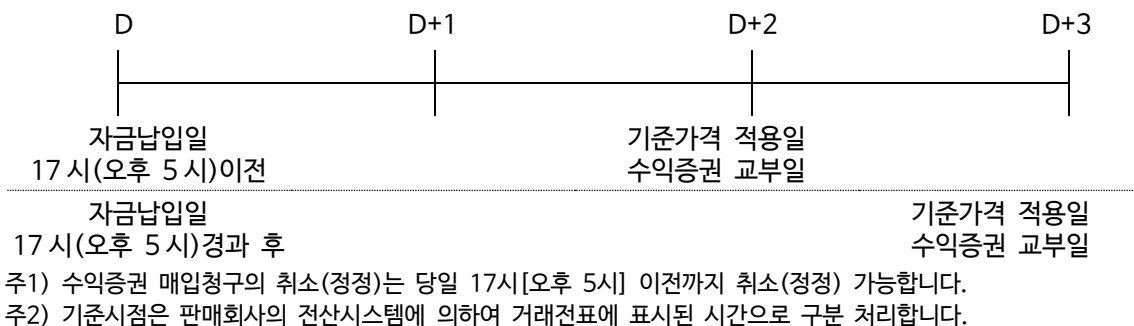 D D+1 D+2 D+3
자금납입일 기준가격 적용일
17시(오후 5시)이전 수익증권 교부일
자금납입일 기준가격 적용일
17시(오후 5시)경과 후 수익증권 교부일
주1) 수익증권 매입청구의 취소(정정)는 당일 17시[오후 5시] 이전까지 취소(정정) 가능합니다.
주2) 기준시점은 판매회사의 전산시스템에 의하여 거래전표에 표시된 시간으로 구분 처리합니다.